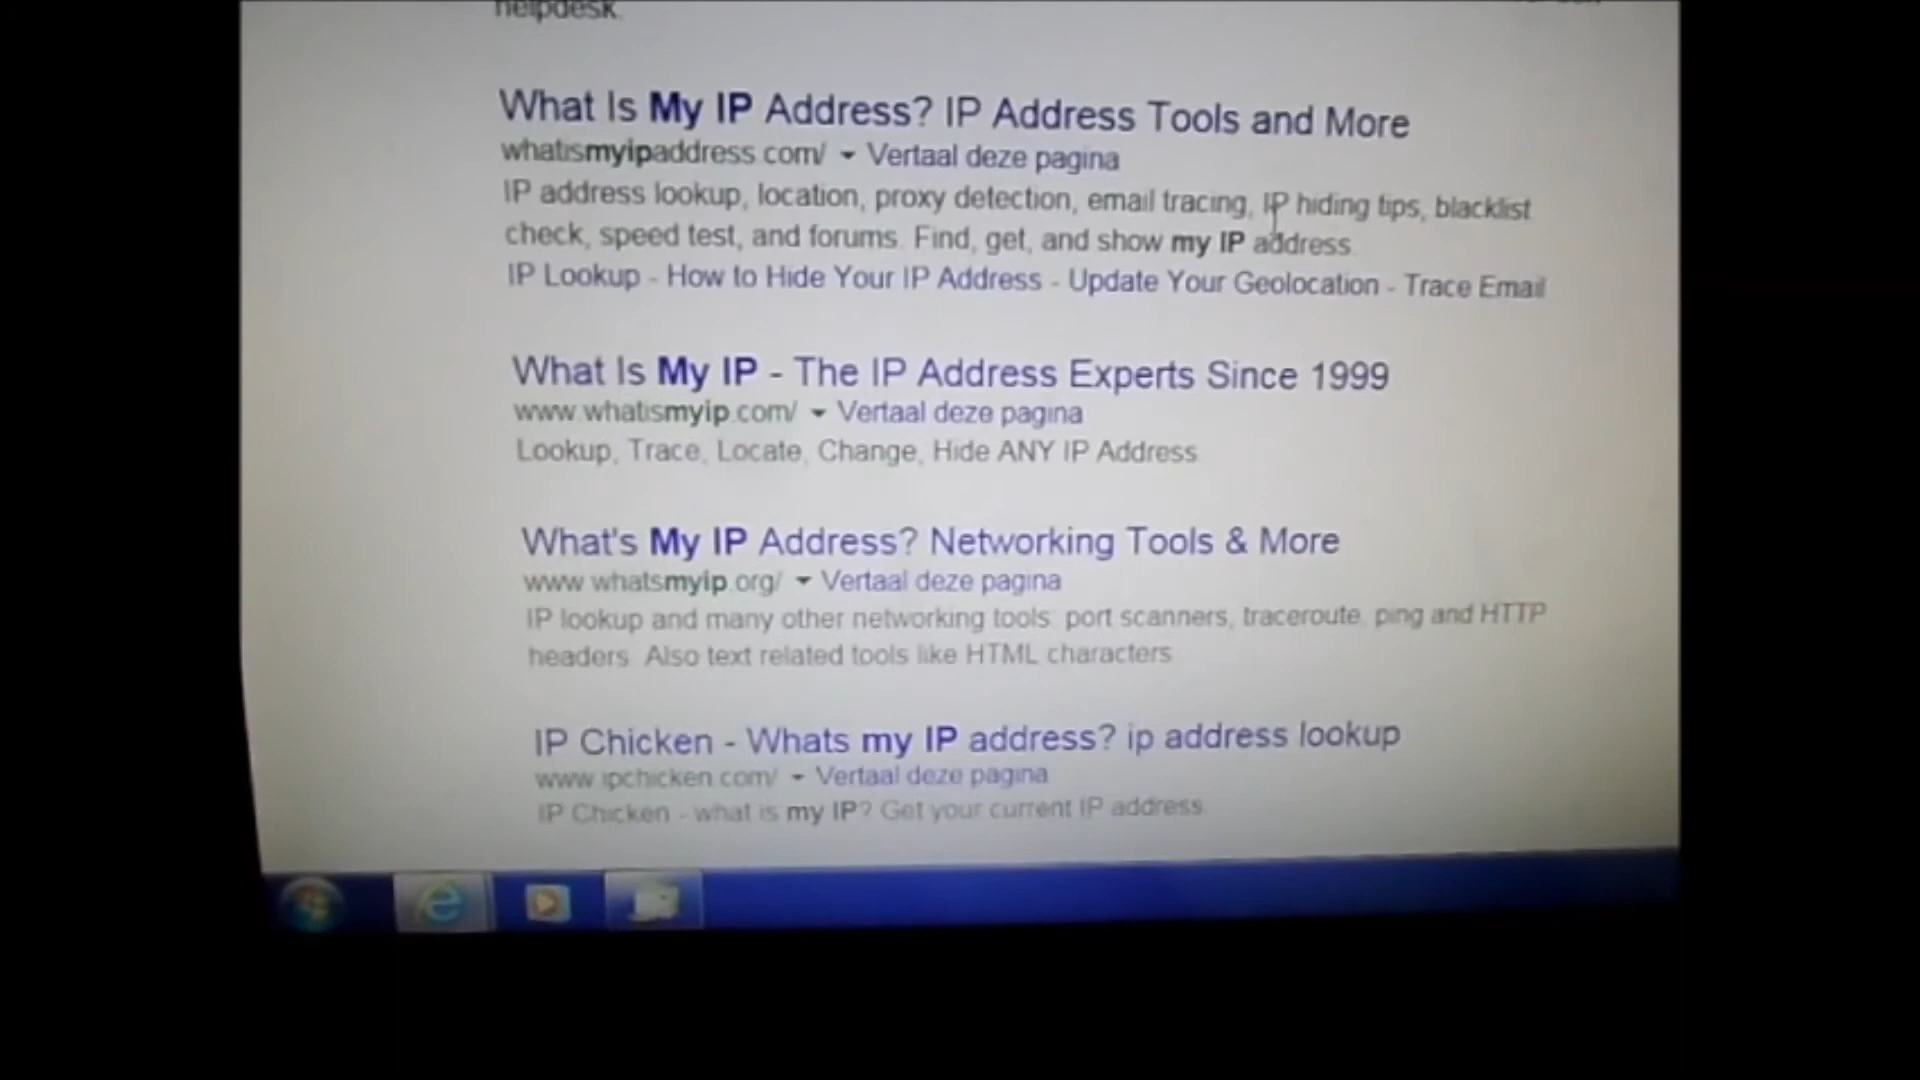 helpdesk.
What Is My IP Address? IP Address Tools and More
whatismyipaddress.com/ Vertaal deze pagina
IP address lookup, location, proxy detection, email tracing, IP hiding tips, blacklist
check, speed test, and forums. Find, get, and show my IP address.
IP Lookup - How to Hide Your IP Address - Update Your Geolocation - Trace Email
What Is My IP - The IP Address Experts Since 1999
www.whatismyip.com/ Vertaal deze pagina
Lookup, Trace, Locate, Change, Hide ANY IP Address
What's My IP Address? Networking Tools & More
www.whatsmyip.org/ Vertaal deze pagina
IP lookup and many other networking tools: port scanners, traceroute, ping and HTTP
headers. Also text related tools like HTML characters
IP Chicken - Whats my IP address? ip address lookup
www.ipchicken.com/ Vertaal deze pagina
IP Chicken - what is my IP? Get your current IP address.